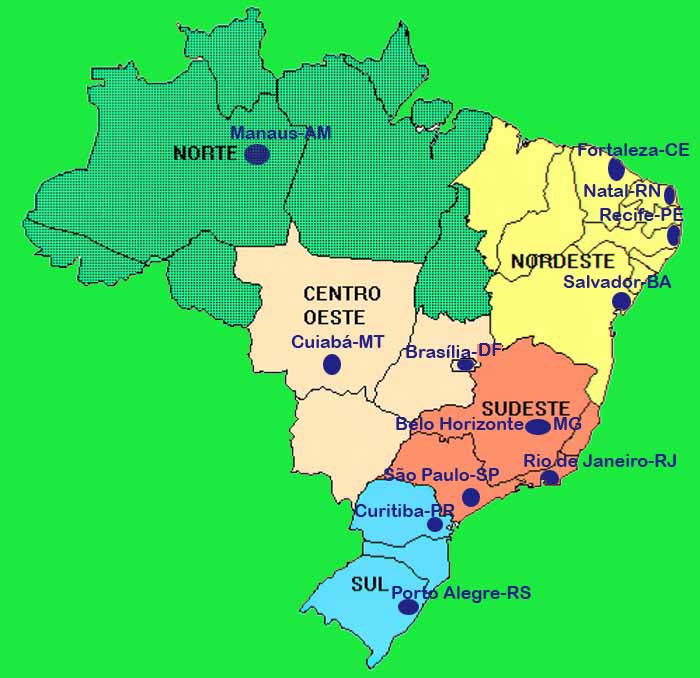 Manaus-AM
NORTE
Fortaleza-CE
Natal-RN
Recife-PE
NORDESTE
Salvador-BA
CENTRO
OESTE
Cuiabá-MT
Brasília-DF
SUDESTE
Belo Horizonte MG
Rio de Janeiro-RJ
São Paulo-SP
Curitiba-PR
SUL
Porto Alegre-RS